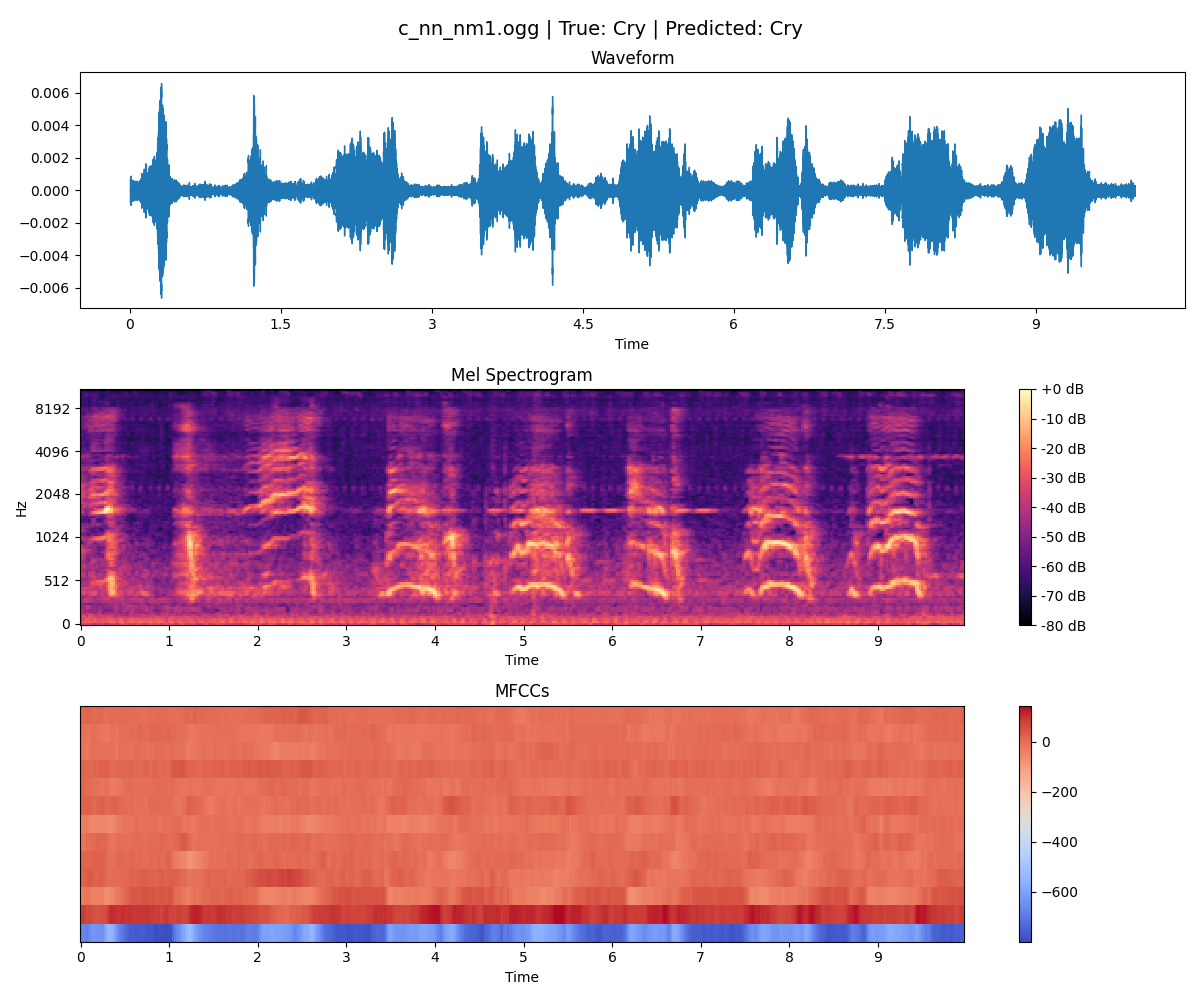 c_nn_nm1.ogg | True: Cry | Predicted: Cry
Waveform
0.006
0.004
0.002
0.000
−0.002
−0.004
−0.006
0 1.5 3 4.5 6 7.5 9
Time
Mel Spectrogram
8192
4096
2048
1024
512
0
Hz
0 1 2 3 4 5 6 7 8 9
Time
+0 dB
-10 dB
-20 dB
-30 dB
-40 dB
-50 dB
-60 dB
-70 dB
-80 dB
MFCCs
0 1 2 3 4 5 6 7 8 9
Time
0
−200
−400
−600